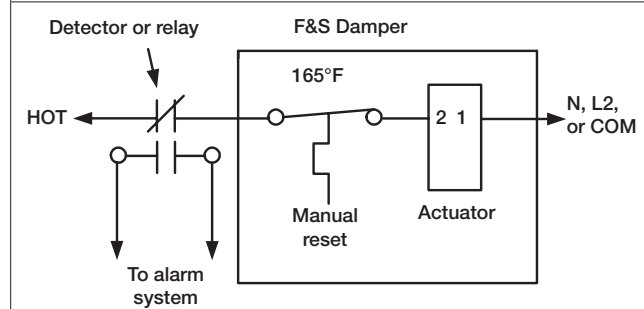 Detector or relay
F&S Damper
165°F
HOT
2 1
N, L2,
or COM
Manual
reset
Actuator
To alarm
system